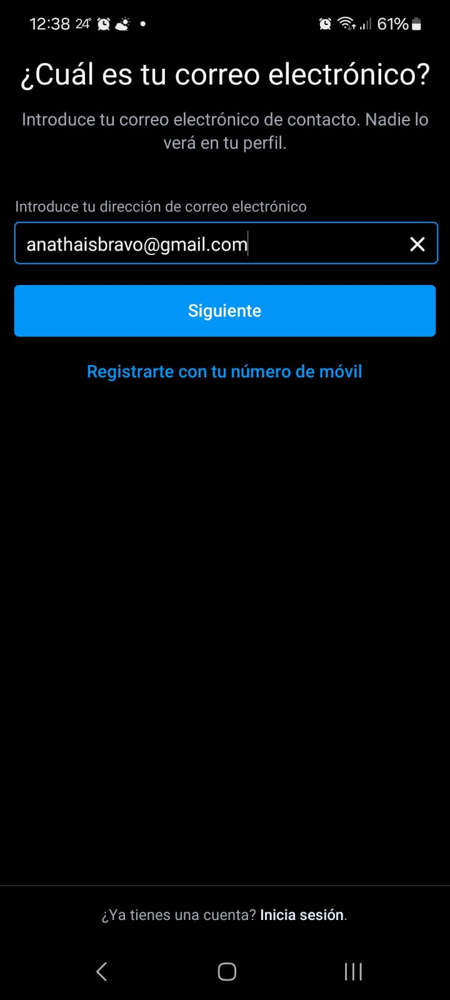 12:38 24° 61%
¿Cuál es tu correo electrónico?
Introduce tu correo electrónico de contacto. Nadie lo
verá en tu perfil.
Introduce tu dirección de correo electrónico
anathaisbravo@gmail.com
Siguiente
Registrarte con tu número de móvil
¿Ya tienes una cuenta? Inicia sesión.